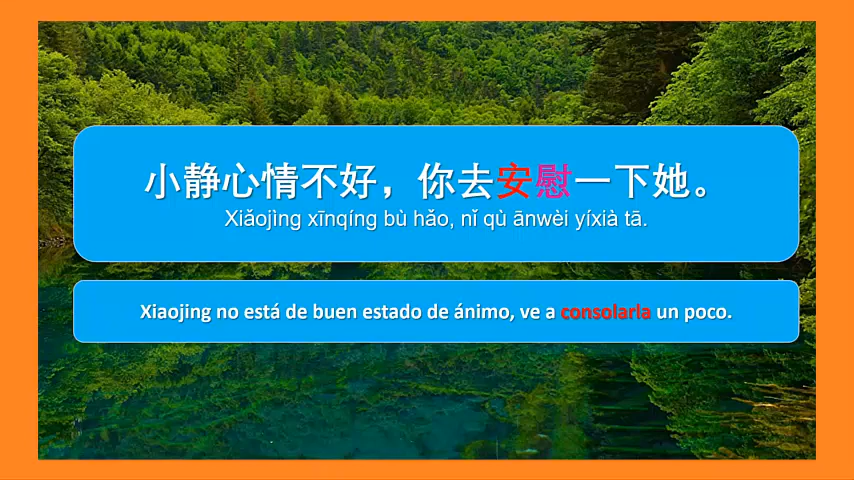 小静心情不好，你去安慰一下她。
Xiǎojìng xīnqíng bù hǎo, nǐ qù ānwèi yíxià tā.
Xiaojing no está de buen estado de ánimo, ve a consolarla un poco.